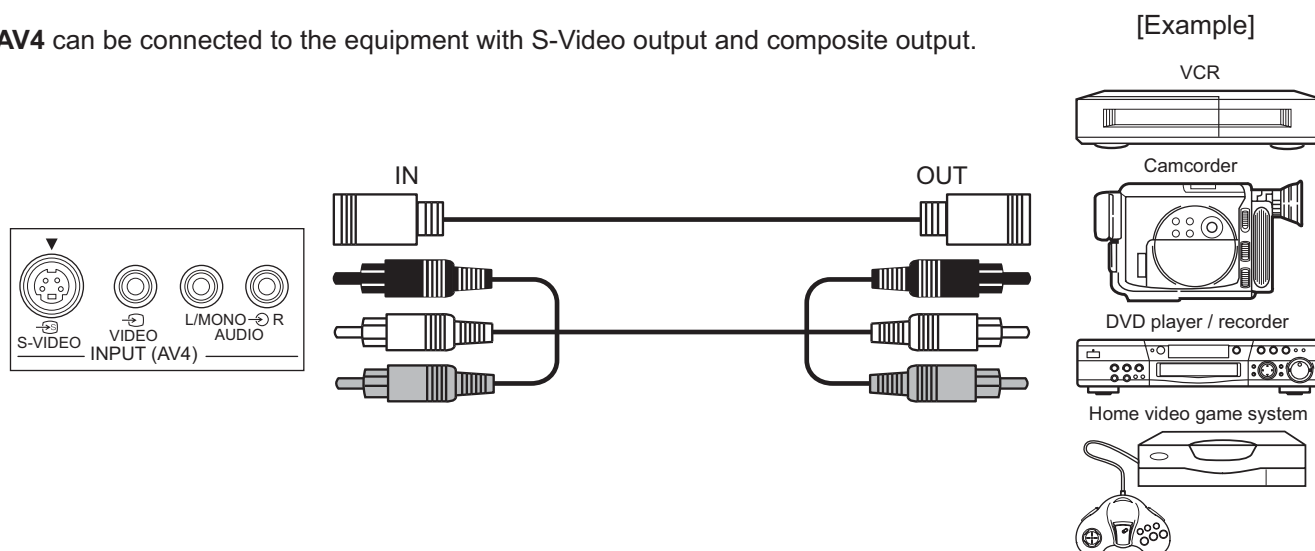 AV4 can be connected to the equipment with S-Video output and composite output.
[Example]
VCR
Camcorder
DVD player / recorder
Home video game system
IN
OUT
S-VIDEO
VIDEO
L/MONO
R
AUDIO
INPUT (AV4)